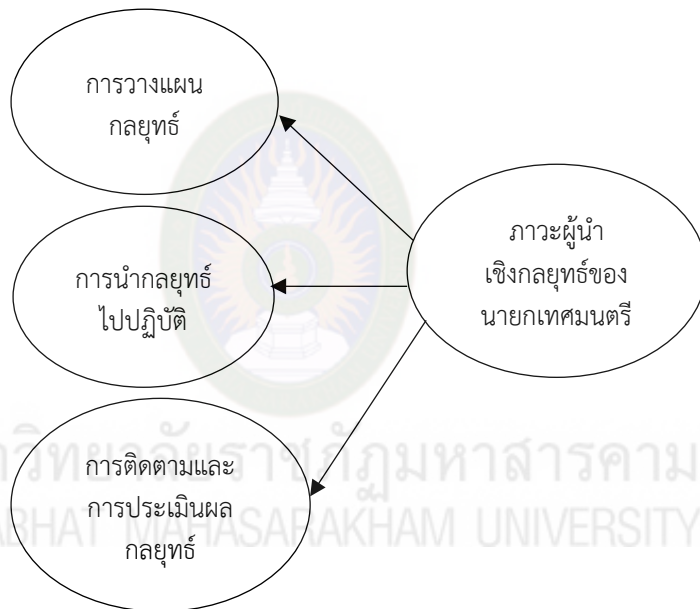 การวางแผน
กลยุทธ์
ภาวะผู้นำ
เชิงกลยุทธ์ของ
นายกเทศมนตรี
การนำกลยุทธ์
ไปปฏิบัติ
การติดตามและ
การประเมินผล
กลยุทธ์
าวิทยาลัยราชภัฏมหาสารคาม
ABHAT MAHASARAKHAM UNIVERSITY